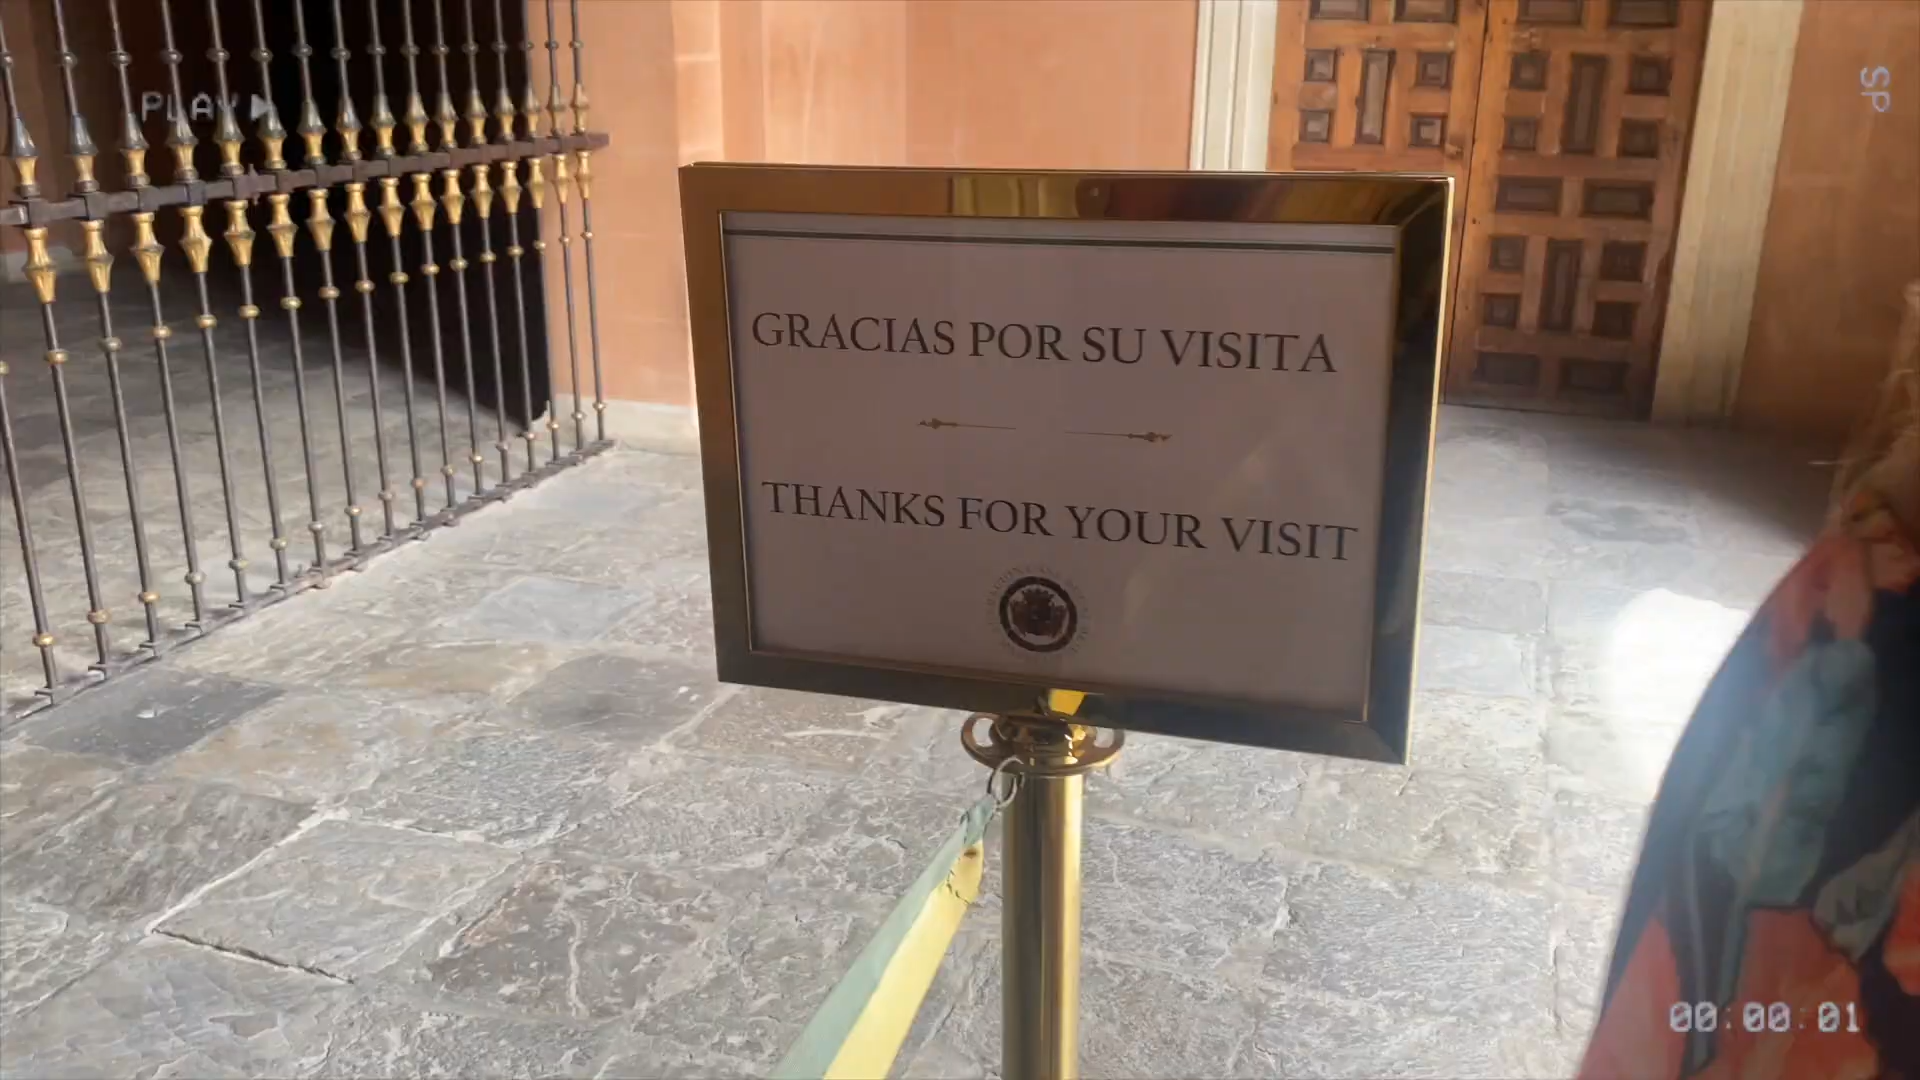 PLAY
SP
GRACIAS POR SU VISITA
THANKS FOR YOUR VISIT
00:00:01